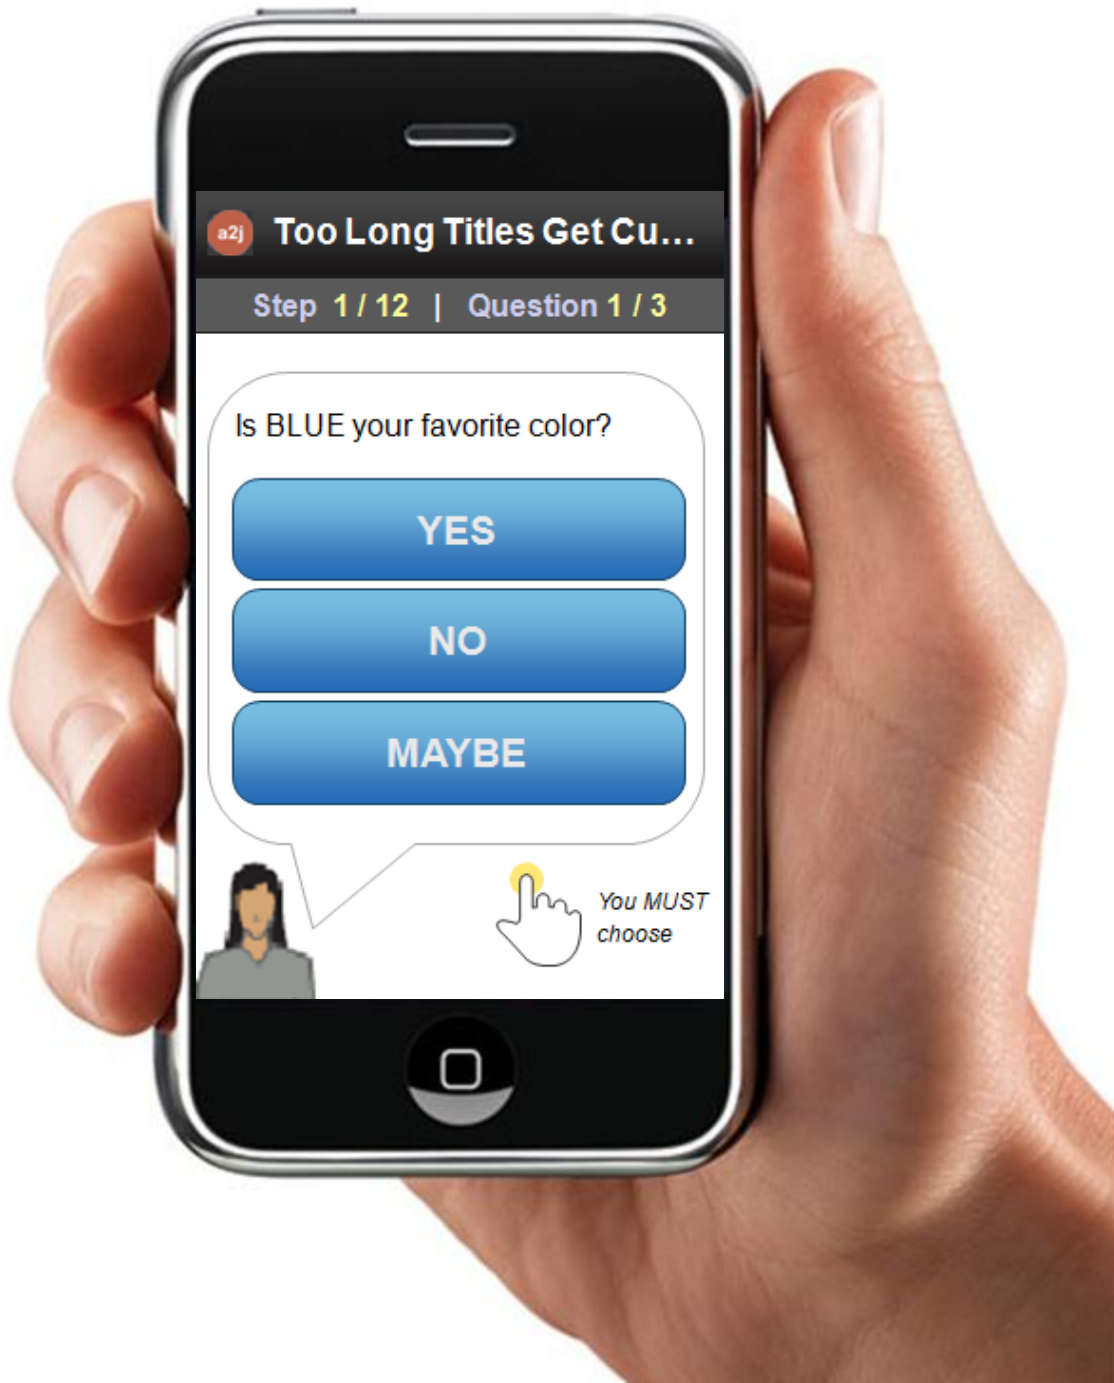 a2j Too Long Titles Get Cu...
Step 1 / 12 | Question 1 / 3
Is BLUE your favorite color?
YES
NO
MAYBE
You MUST
choose